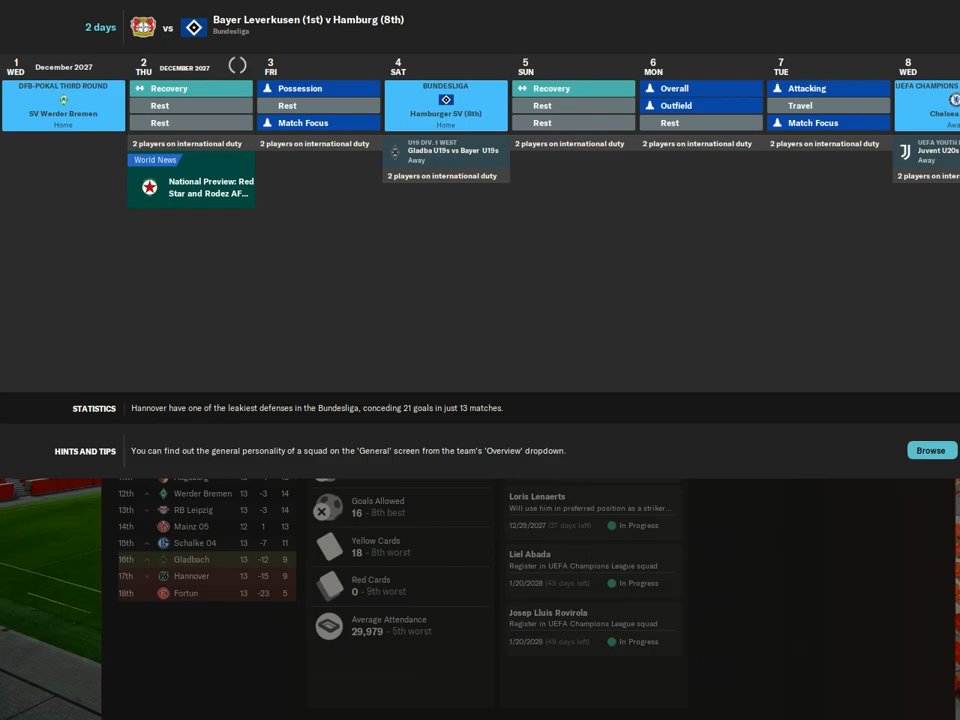 2 days
vs
Bayer Leverkusen (1st) v Hamburg (8th)
Bundesliga
1
WED
December 2027
2
THU
DECEMBER 2027
3
FRI
4
SAT
5
SUN
6
MON
7
TUE
8
WED
DFB-POKAL THIRD ROUND
SV Werder Bremen
Home
Recovery
Rest
Rest
2 players on international duty
World News
National Preview: Red
Star and Rodez AF...
Possession
Rest
Match Focus
2 players on international duty
BUNDESLIGA
Hamburger SV (8th)
Home
U19 DIV. 1 WEST
Gladba U19s vs Bayer U19s
Away
2 players on international duty
Recovery
Rest
Rest
2 players on international duty
Overall
Outfield
Rest
2 players on international duty
Attacking
Travel
Match Focus
2 players on international duty
UEFA CHAMPIONS
Chelsea
Awa
UEFA YOUTH
Juvent U20s
Away
2 players on inter
STATISTICS
Hannover have one of the leakiest defenses in the Bundesliga, conceding 21 goals in just 13 matches.
HINTS AND TIPS
You can find out the general personality of a squad on the 'General' screen from the team's 'Overview' dropdown.
Browse
12th Werder Bremen 13 -3 14
13th RB Leipzig 13 -3 14
14th Mainz 05 12 1 13
15th Schalke 04 13 -7 11
16th Gladbach 13 -12 9
17th Hannover 13 -15 9
18th Fortun 13 -23 5
Goals Allowed
16 - 8th best
Yellow Cards
18 - 8th worst
Red Cards
0 - 9th worst
Average Attendance
29,979 - 5th worst
Loris Lenaerts
Will use him in preferred position as a striker...
12/29/2027 (27 days left) In Progress
Liel Abada
Register in UEFA Champions League squad
1/20/2028 (49 days left) In Progress
Josep Lluis Rovirola
Register in UEFA Champions League squad
1/20/2028 (49 days left) In Progress